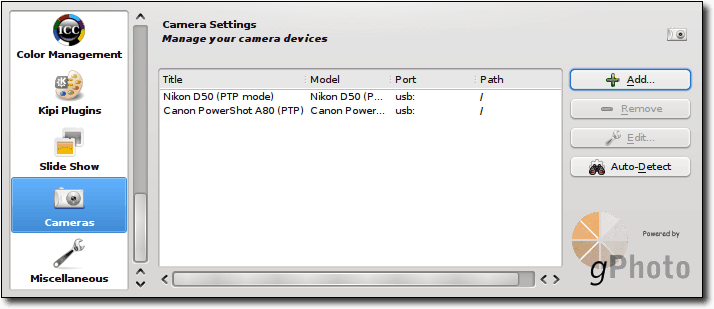 ICC
Color Management
Kipi Plugins
Slide Show
Cameras
Miscellaneous
Camera Settings
Manage your camera devices
Title Model Port Path
Nikon D50 (PTP mode) Nikon D50 (P... usb: /
Canon PowerShot A80 (PTP) Canon Power... usb: /
Add...
Remove
Edit...
Auto-Detect
Powered by
gPhoto